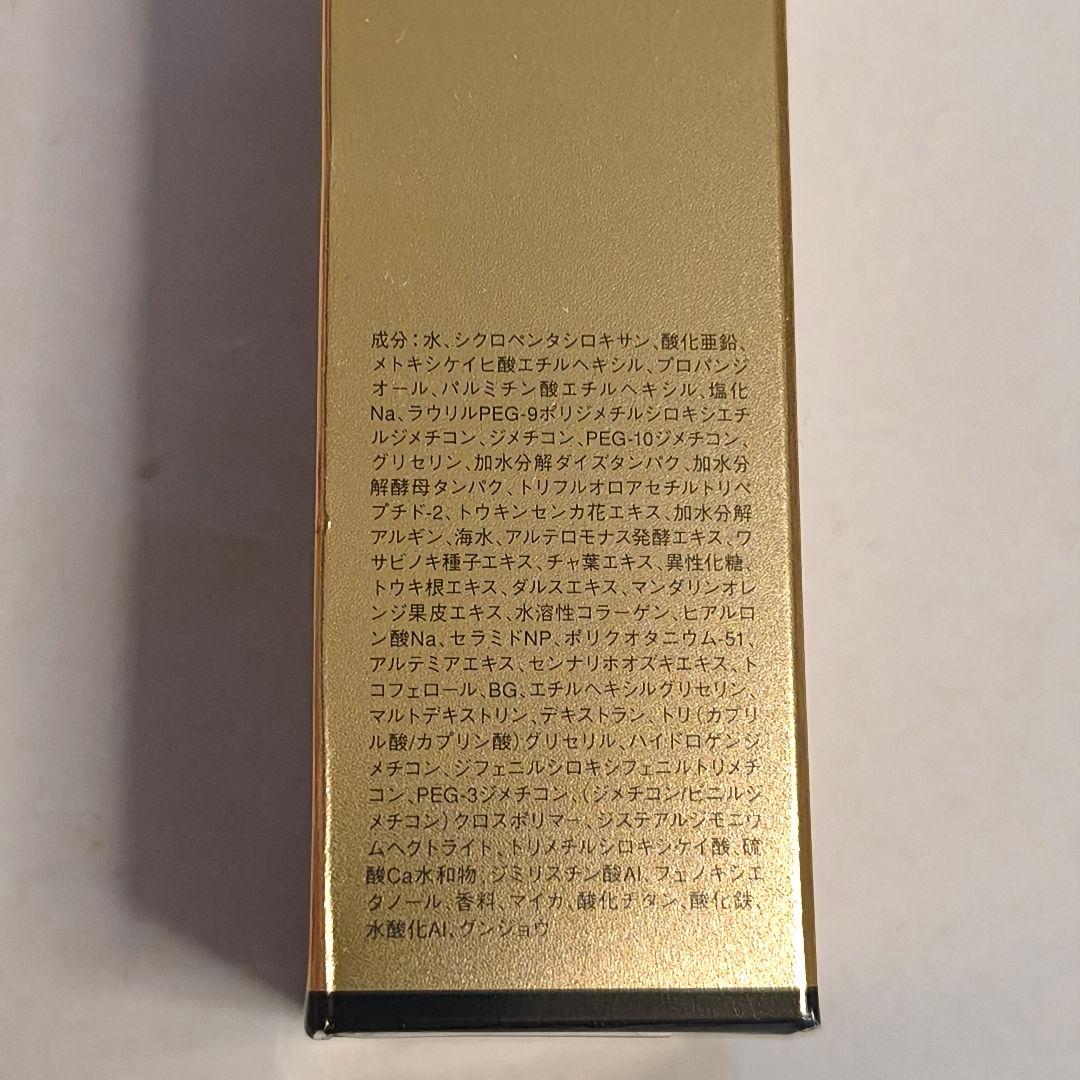 成分：水、シクロペンタシロキサン、酸化亜鉛、
メトキシケイヒ酸エチルヘキシル、プロパンジ
オール、パルミチン酸エチルヘキシル、塩化
Na、ラウリルPEG-9ポリジメチルシロキシエチ
ルジメチコン、ジメチコン、PEG-10ジメチコン、
グリセリン、加水分解ダイズタンパク、加水分
解酵母タンパク、トリフルオロアセチルトリペ
プチド-2、トウキンセンカ花エキス、加水分解
アルギン、海水、アルテロモナス発酵エキス、ワ
サビノキ種子エキス、チャ葉エキス、異性化糖、
トウキ根エキス、ダルスエキス、マンダリンオレ
ンジ果皮エキス、水溶性コラーゲン、ヒアルロ
ン酸Na、セラミドNP、ポリクオタニウム-51、
アルテミアエキス、センナリホオズキエキス、ト
コフェロール、BG、エチルヘキシルグリセリン、
マルトデキストリン、デキストラン、トリ（カプリ
ル酸/カプリン酸）グリセリル、ハイドロゲンジ
メチコン、ジフェニルシロキシフェニルトリメチ
コン、PEG-3ジメチコン、（ジメチコン/ビニルジ
メチコン）クロスポリマー、ジステアルジモニウ
ムヘクトライト、トリメチルシロキシケイ酸、硫
酸Ca水和物、ジミリスチン酸Al、フェノキシエ
タノール、香料、マイカ、酸化チタン、酸化鉄、
水酸化Al、グンジョウ